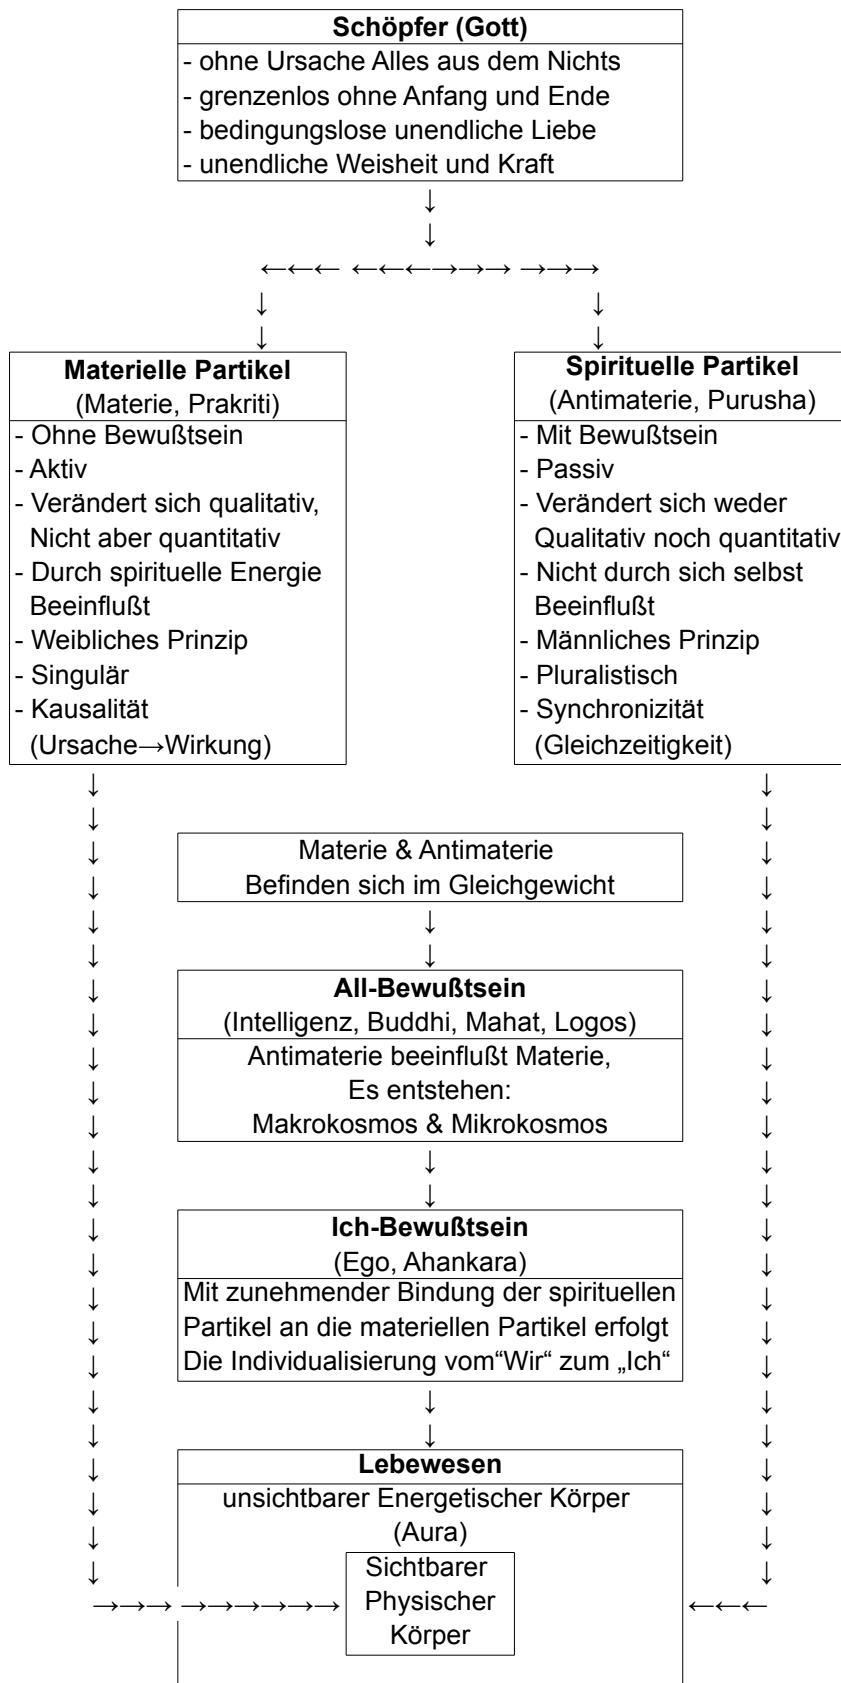 Schöpfer (Gott)
- ohne Ursache Alles aus dem Nichts
- grenzenlos ohne Anfang und Ende
- bedingungslose unendliche Liebe
- unendliche Weisheit und Kraft
Materielle Partikel
(Materie, Prakriti)
- Ohne Bewußtsein
- Aktiv
- Verändert sich qualitativ,
Nicht aber quantitativ
- Durch spirituelle Energie
Beeinflußt
- Weibliches Prinzip
- Singulär
- Kausalität
(Ursache→Wirkung)
Spirituelle Partikel
(Antimaterie, Purusha)
- Mit Bewußtsein
- Passiv
- Verändert sich weder
Qualitativ noch quantitativ
- Nicht durch sich selbst
Beeinflußt
- Männliches Prinzip
- Pluralistisch
- Synchronizität
(Gleichzeitigkeit)
Materie & Antimaterie
Befinden sich im Gleichgewicht
All-Bewußtsein
(Intelligenz, Buddhi, Mahat, Logos)
Antimaterie beeinflußt Materie,
Es entstehen:
Makrokosmos & Mikrokosmos
Ich-Bewußtsein
(Ego, Ahankara)
Mit zunehmender Bindung der spirituellen
Partikel an die materiellen Partikel erfolgt
Die Individualisierung vom“Wir“ zum „Ich“
Lebewesen
unsichtbarer Energetischer Körper
(Aura)
Sichtbarer
Physischer
Körper